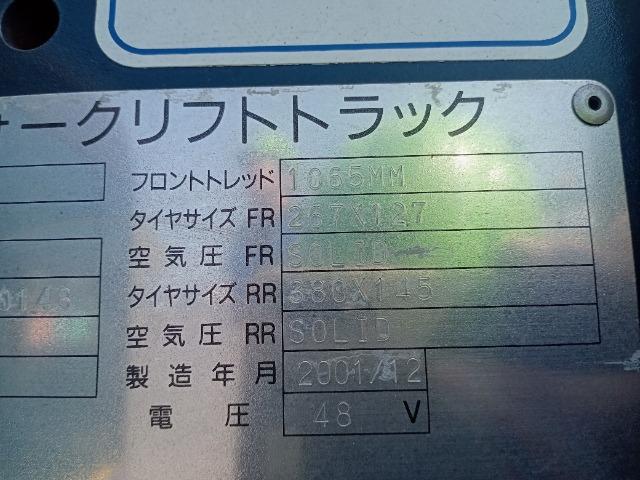 ークリフトトラック
フロントトレッド 1065MM
タイヤサイズ FR 267X127
空気圧 FR SOLID
タイヤサイズ RR 380X145
空気圧 RR SOLID
製造年月 2001/12
電圧 48 V